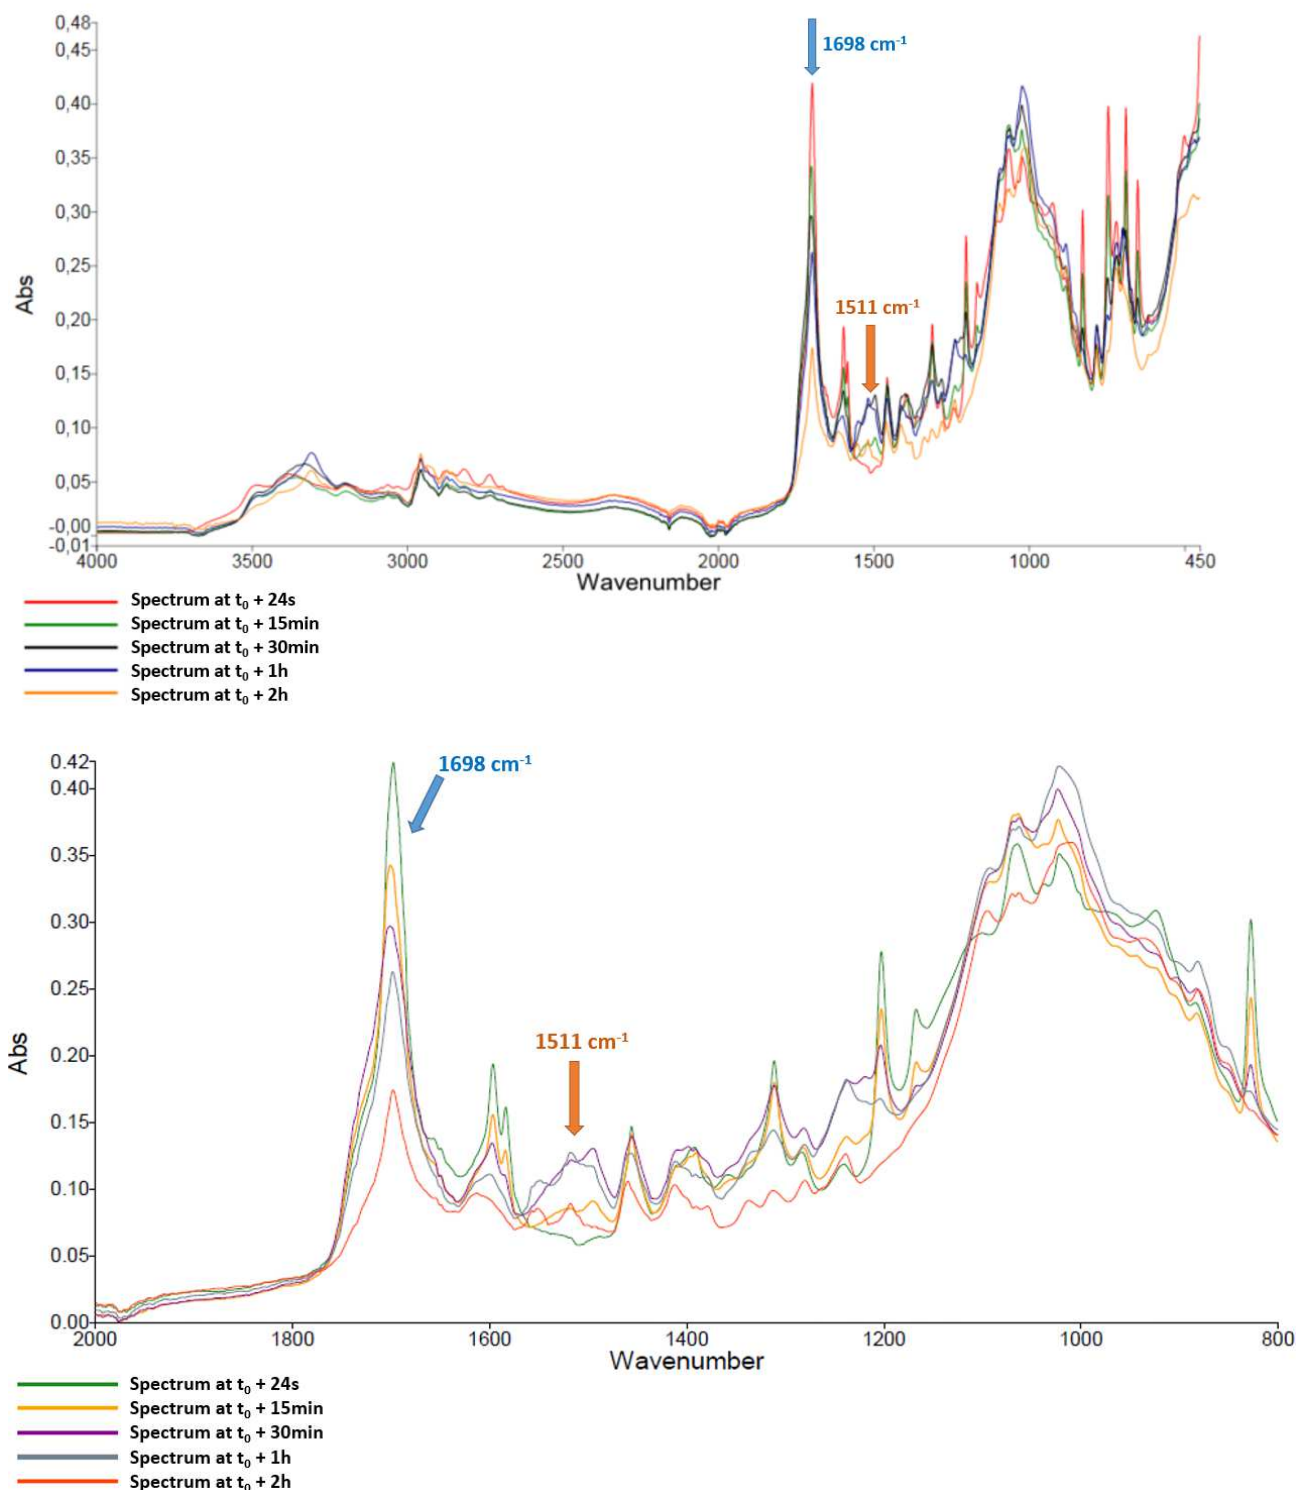 0,48
0,45
0,40
0,35
0,30
0,25
0,20
0,15
0,10
0,05
-0,00
-0,01
Abs
1698 cm-1
1511 cm-1
4000 3500 3000 2500 2000 1500 1000 450
Wavenumber
Spectrum at t0 + 24s
Spectrum at t0 + 15min
Spectrum at t0 + 30min
Spectrum at t0 + 1h
Spectrum at t0 + 2h
0.42
0.40
0.35
0.30
0.25
0.20
0.15
0.10
0.05
0.00
Abs
1698 cm-1
1511 cm-1
2000 1800 1600 1400 1200 1000 800
Wavenumber
Spectrum at t0 + 24s
Spectrum at t0 + 15min
Spectrum at t0 + 30min
Spectrum at t0 + 1h
Spectrum at t0 + 2h